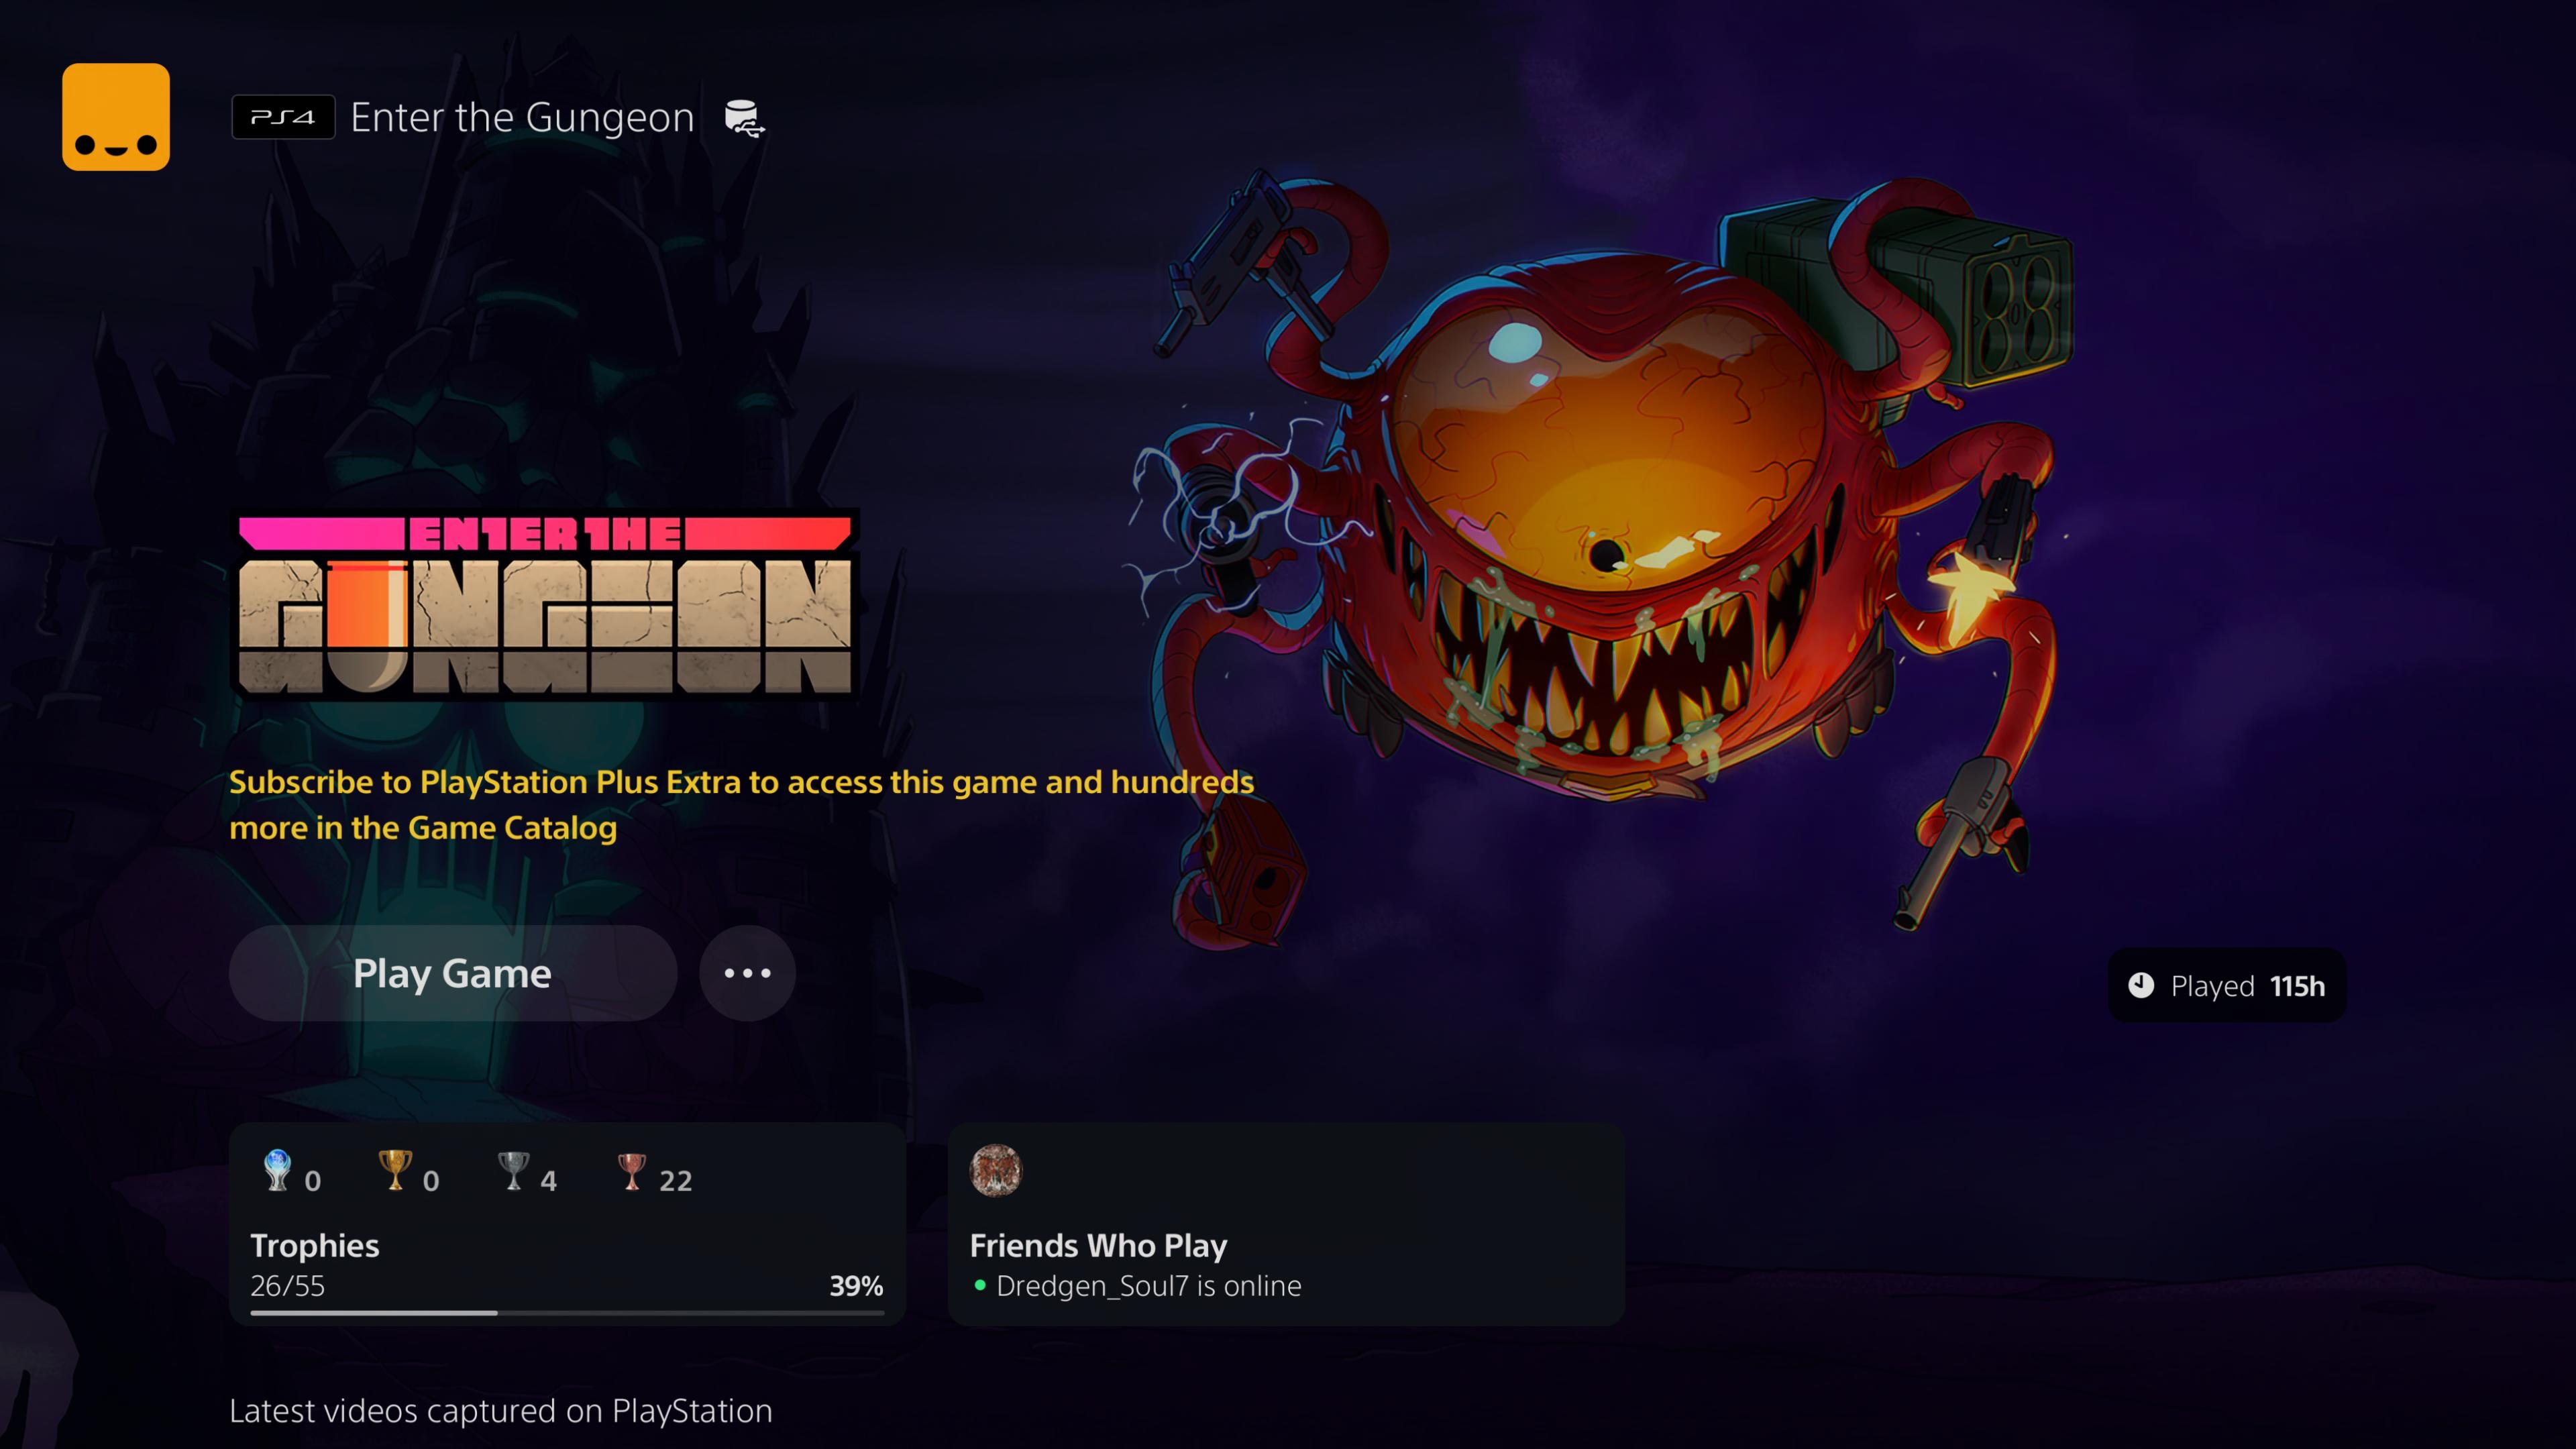 PS4 Enter the Gungeon
ENTER THE
GUNGEON
Subscribe to PlayStation Plus Extra to access this game and hundreds
more in the Game Catalog
Play Game
Played 115h
0 0 4 22
Trophies
26/55 39%
Friends Who Play
Dredgen_Soul7 is online
Latest videos captured on PlayStation